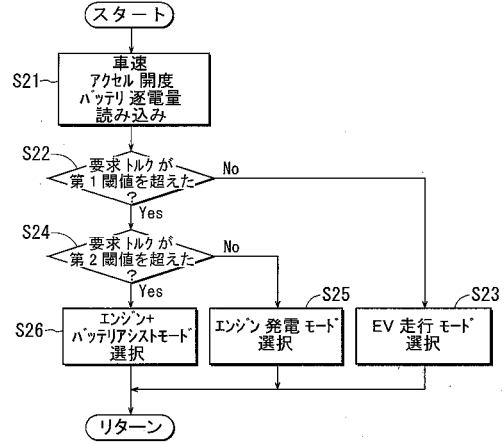 スタート
S21
車速
アクセル 開度
バッテリ 逐電量
読み込み
S22
要求トルクが
第1閾値を超えた
?
No
Yes
S24
要求トルクが
第2閾値を超えた
?
No
Yes
S26
エンジン+
バッテリアシストモード
選択
S25
エンジン 発電 モード
選択
S23
EV 走行 モード
選択
リターン